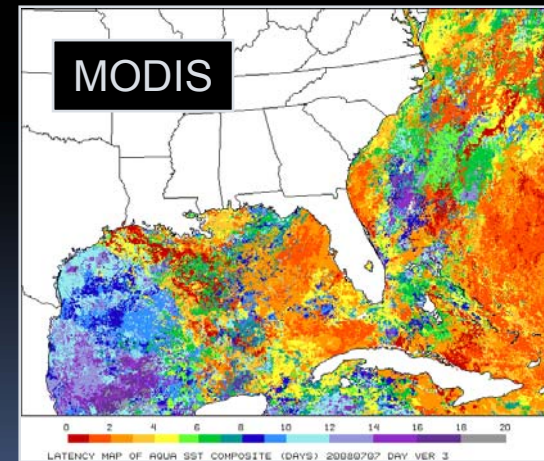 MODIS
0 2 4 6 8 10 12 14 16 18 20
LATENCY MAP OF AQUA SST COMPOSITE (DAYS) 20080707 DAY VER 3